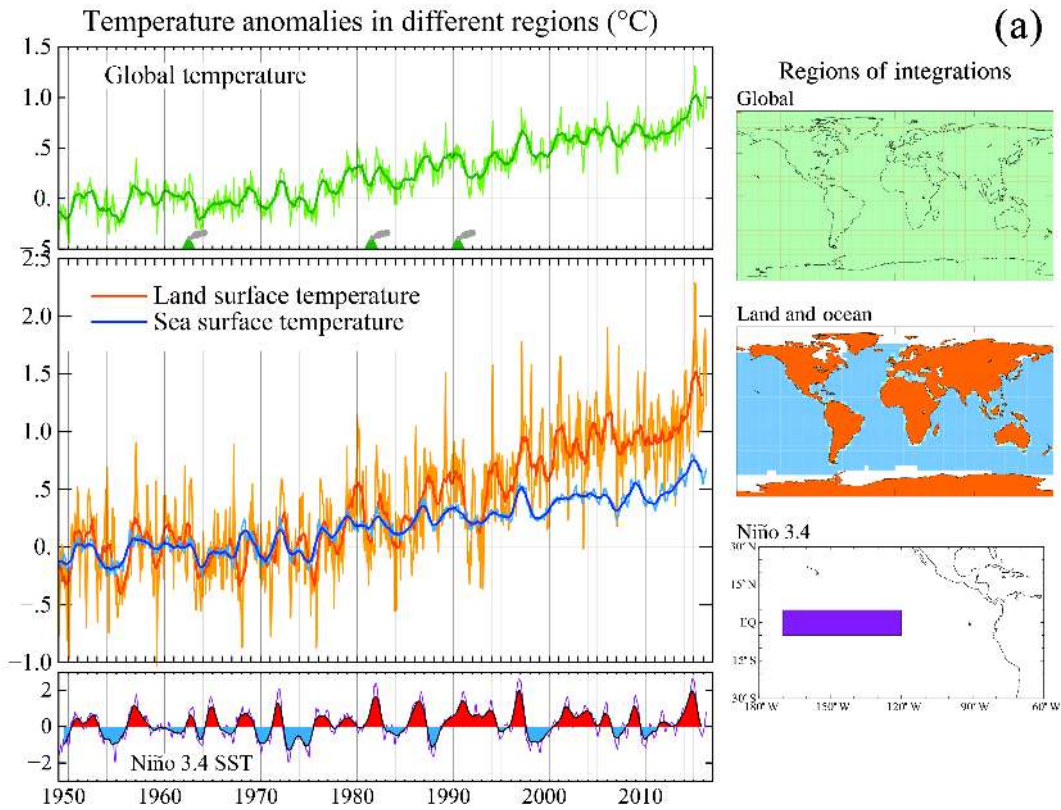 Temperature anomalies in different regions (°C)
(a)
1.5
Global temperature
1.0
.5
0.
−.5
2.5
Land surface temperature
Sea surface temperature
2.0
1.5
1.0
.5
0.
−.5
−1.0
2
0
−2
Niño 3.4 SST
1950 1960 1970 1980 1990 2000 2010
Regions of integrations
Global
Land and ocean
Niño 3.4
30°N
15°N
EQ
15°S
30°S
180°W 150°W 120°W 90°W 60°W